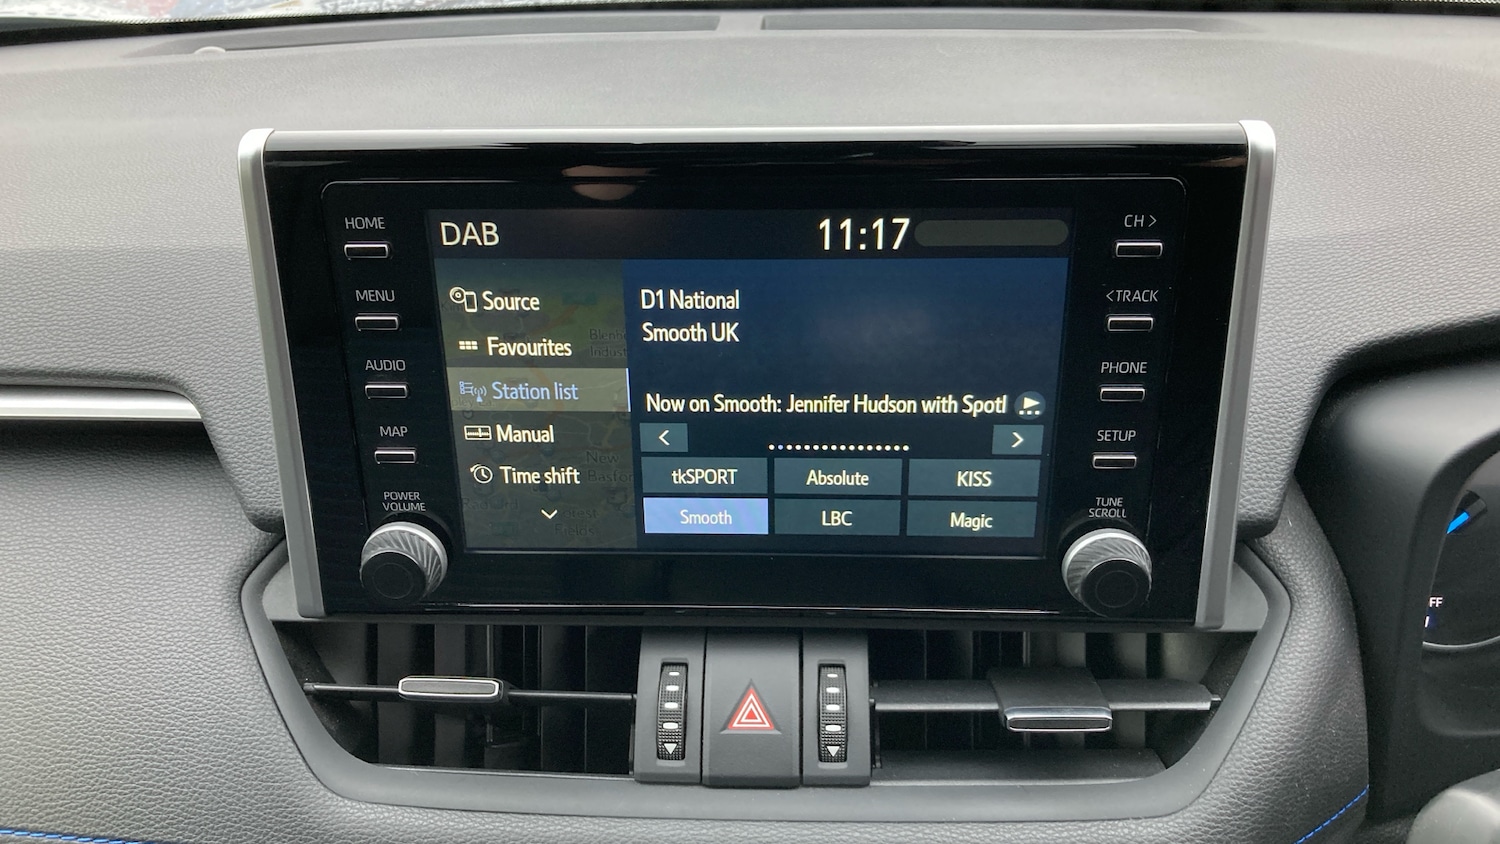 HOME
MENU
AUDIO
MAP
POWER
VOLUME
DAB
11:17
Source
Favourites
Station list
Manual
Time shift
D1 National
Smooth UK
Now on Smooth: Jennifer Hudson with Spotl
<
>
tkSPORT
Absolute
KISS
Smooth
LBC
Magic
CH >
<TRACK
PHONE
SETUP
TUNE
SCROLL
New
FF